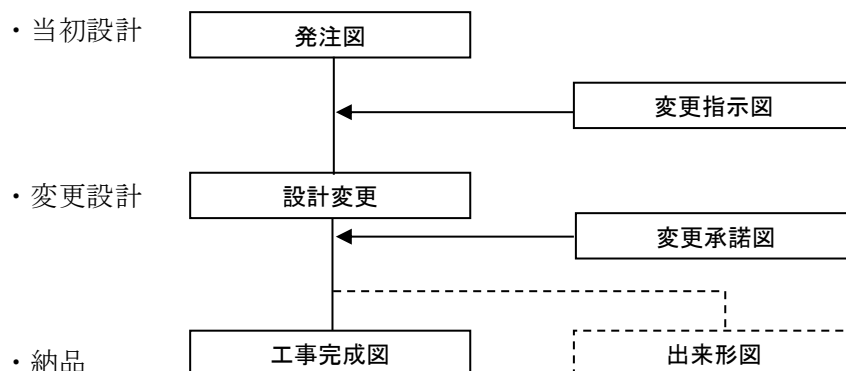 ・当初設計
発注図
変更指示図
・変更設計
設計変更
変更承諾図
・納品
工事完成図
出来形図